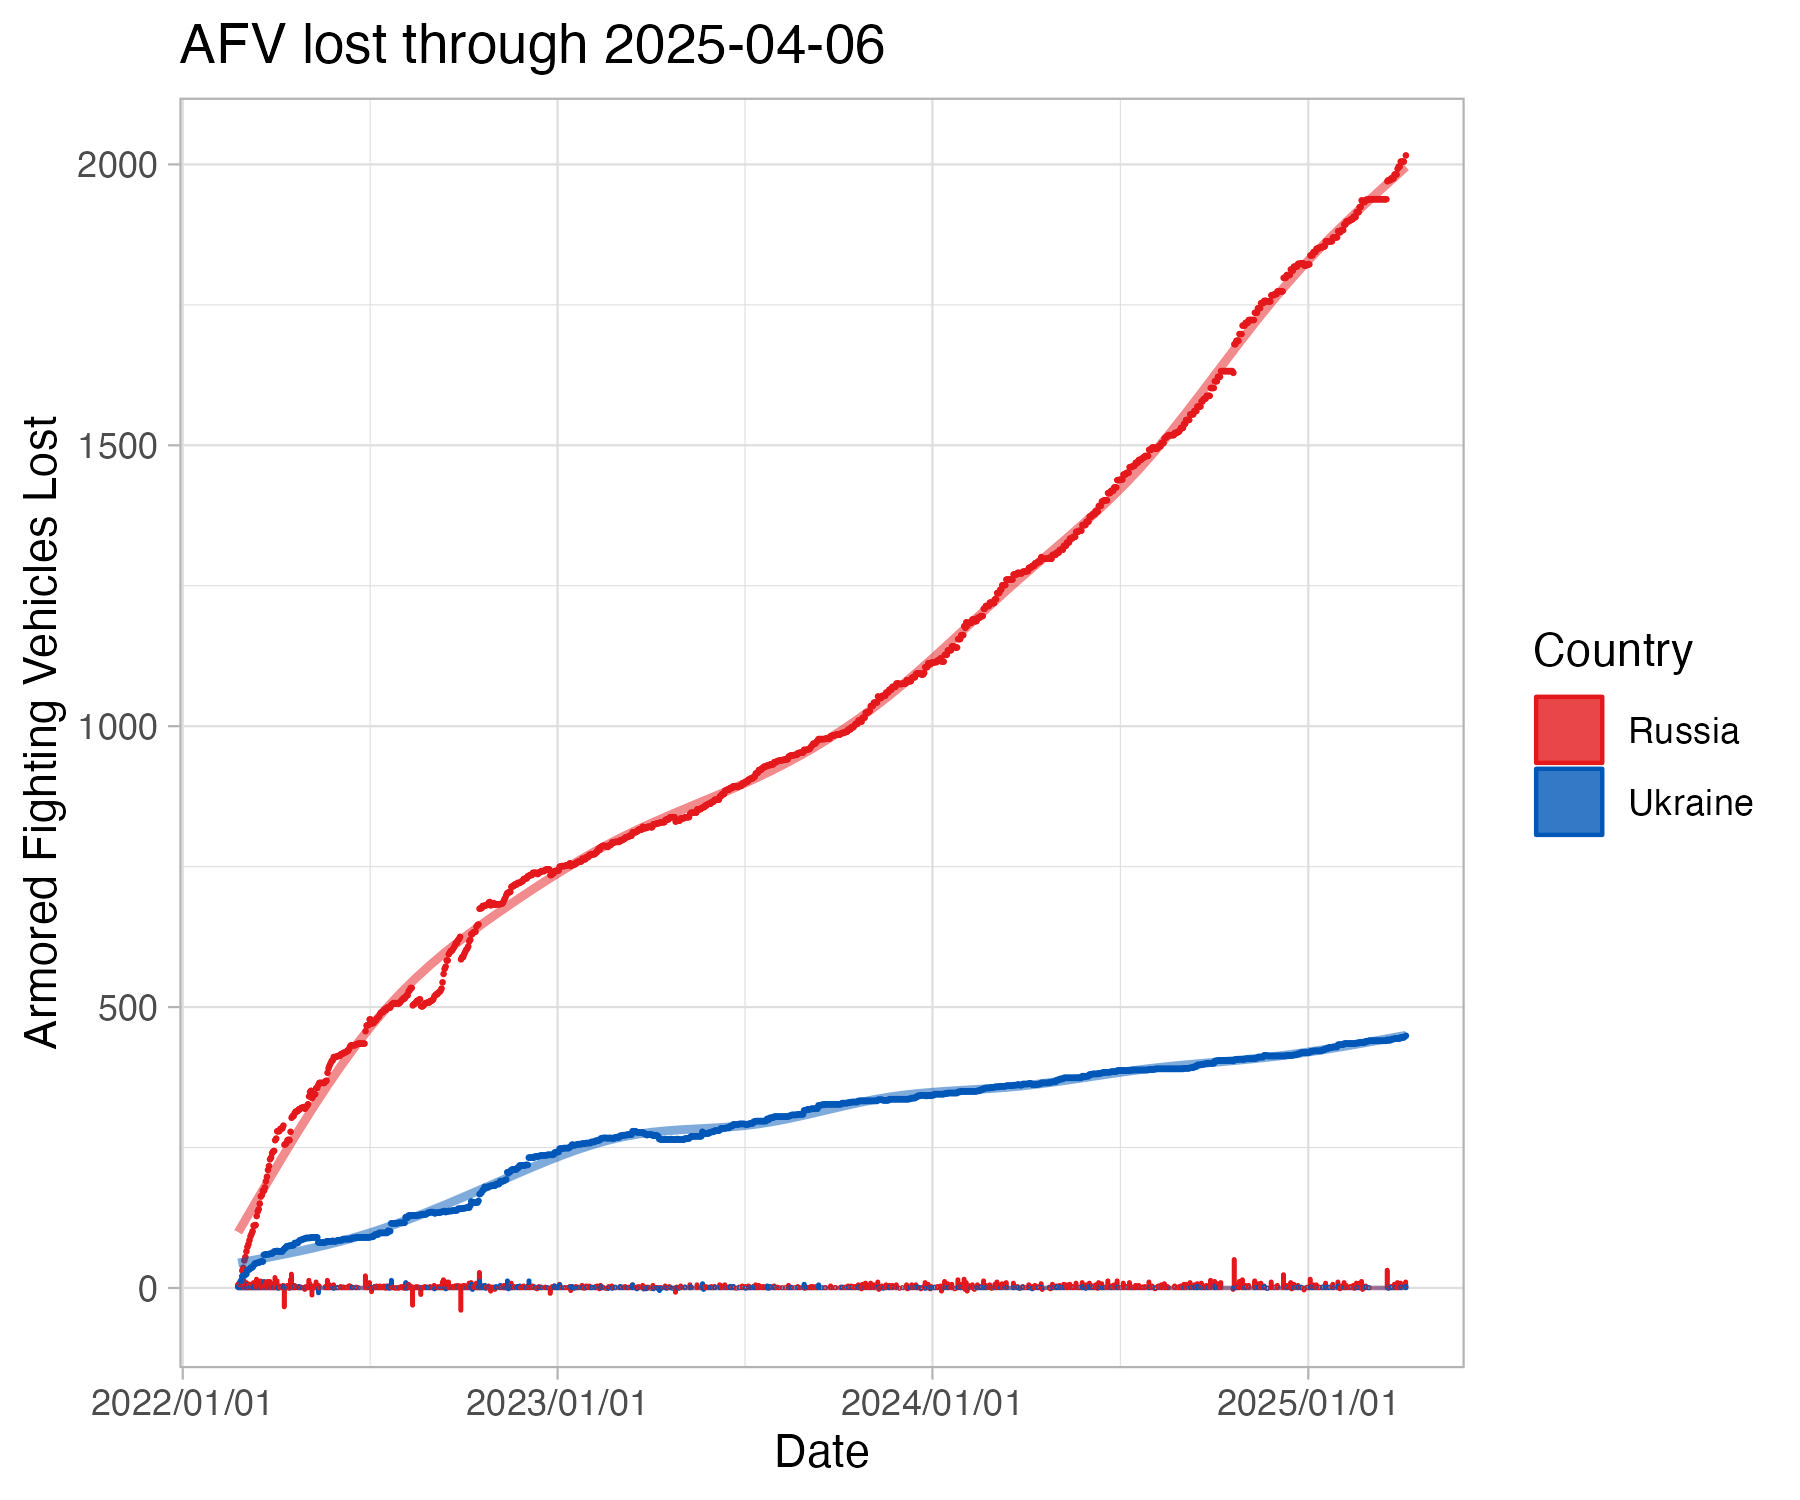 AFV lost through 2025-04-06
Armored Fighting Vehicles Lost
2000
1500
1000
500
0
2022/01/01
2023/01/01
2024/01/01
2025/01/01
Date
Country
Russia
Ukraine